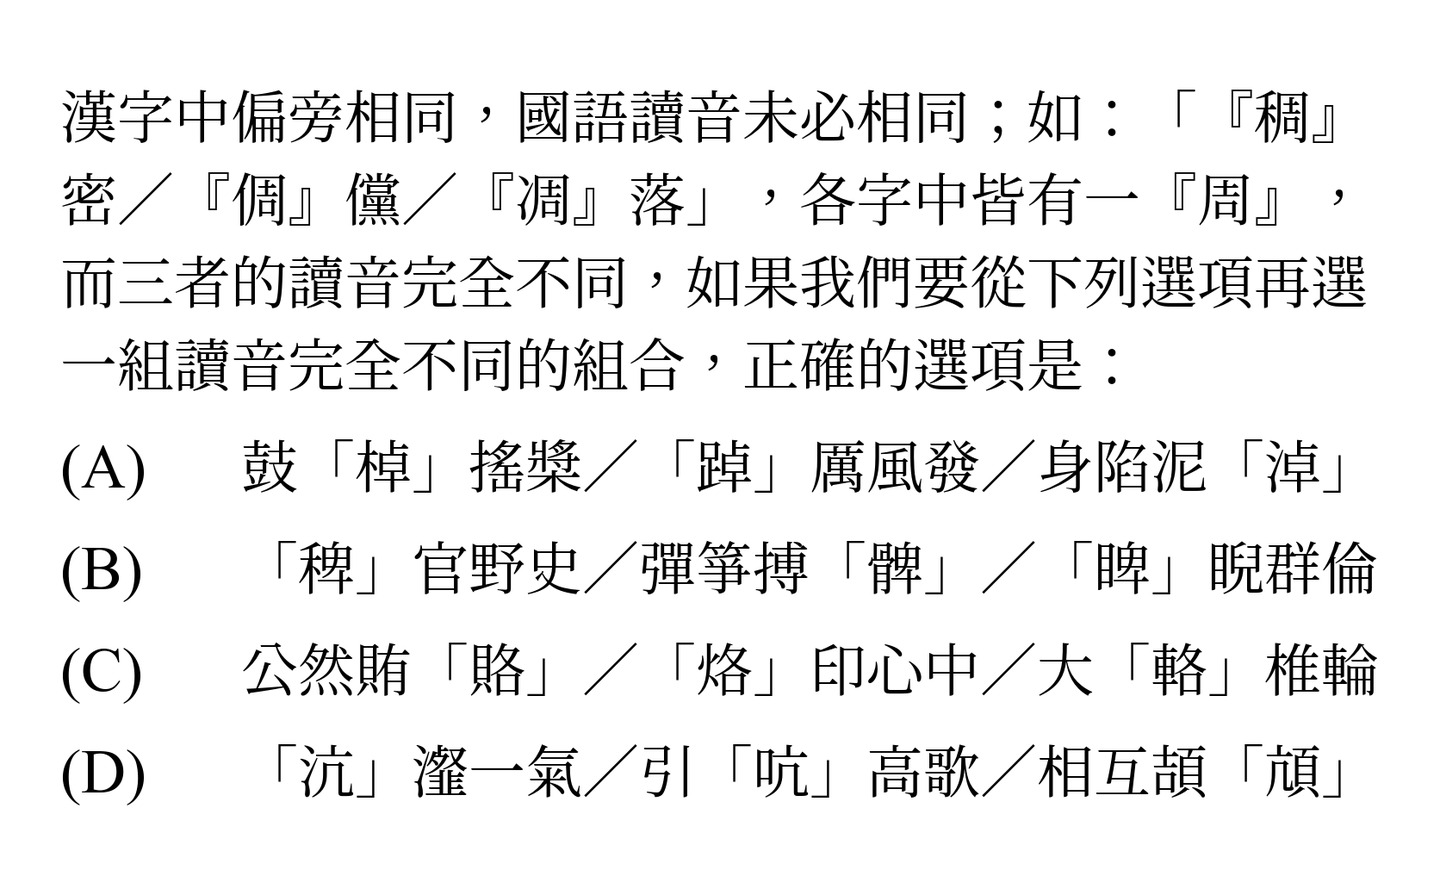 漢字中偏旁相同，國語讀音未必相同；如：「『稠』
密／『倜』儻／『凋』落」，各字中皆有一『周』，
而三者的讀音完全不同，如果我們要從下列選項再選
一組讀音完全不同的組合，正確的選項是：
(A) 鼓「棹」搖槳／「踔」厲風發／身陷泥「淖」
(B) 「稗」官野史／彈箏搏「髀」／「睥」睨群倫
(C) 公然賄「賂」／「烙」印心中／大「輅」椎輪
(D) 「沆」瀣一氣／引「吭」高歌／相互頡「頏」